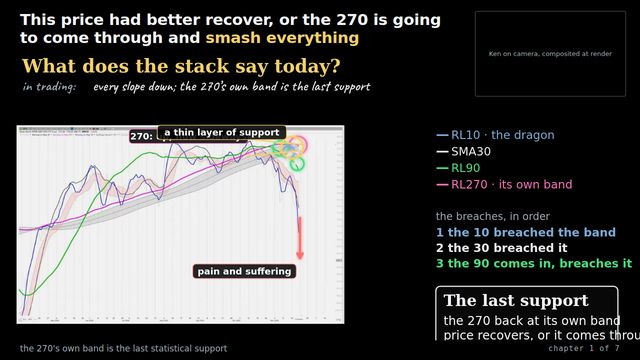 This price had better recover, or the 270 is going
to come through and smash everything
Ken on camera, composited at render
What does the stack say today?
in trading: every slope down; the 270's own band is the last support
270:
a thin layer of support
pain and suffering
RL10 · the dragon
SMA30
RL90
RL270 · its own band
the breaches, in order
1 the 10 breached the band
2 the 30 breached it
3 the 90 comes in, breaches it
The last support
the 270 back at its own band
price recovers, or it comes throu
the 270's own band is the last statistical support
chapter 1 of 7